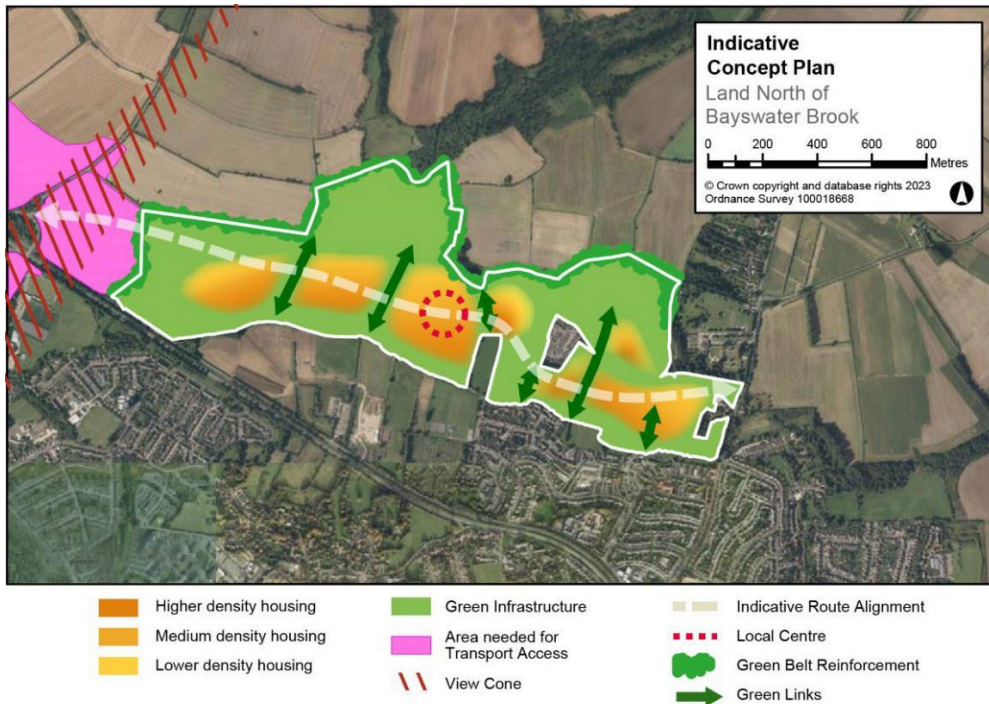 Indicative
Concept Plan
Land North of
Bayswater Brook
0 200 400 600 800
Metres
© Crown copyright and database rights 2023
Ordnance Survey 100018668
Higher density housing
Medium density housing
Lower density housing
Green Infrastructure
Area needed for
Transport Access
View Cone
Indicative Route Alignment
Local Centre
Green Belt Reinforcement
Green Links